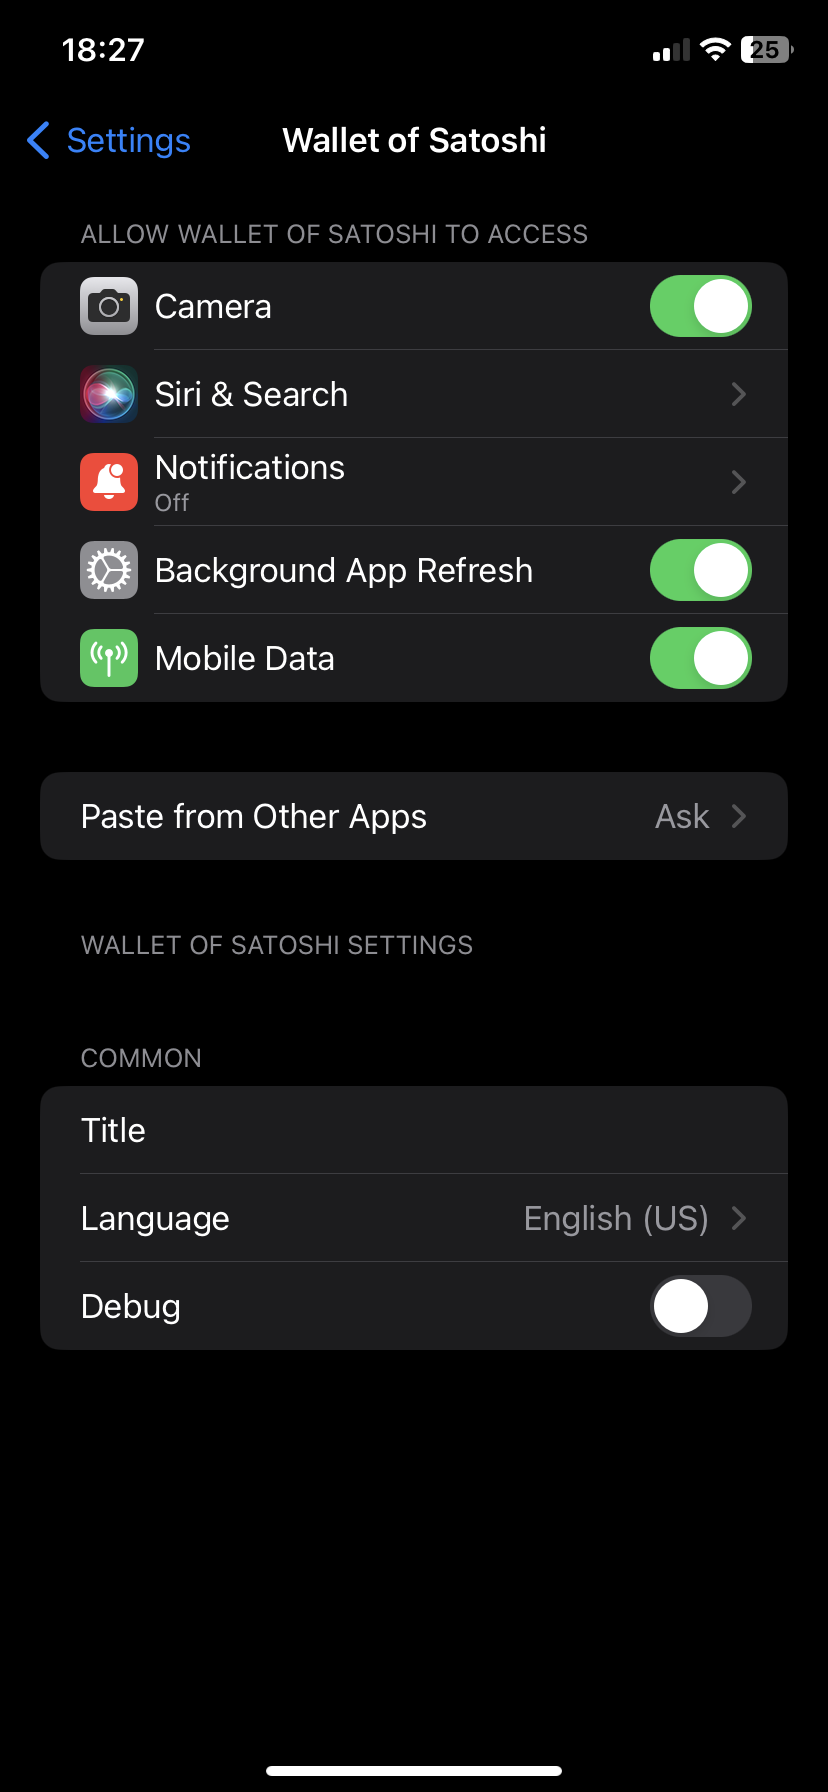 18:27
25
Settings
Wallet of Satoshi
ALLOW WALLET OF SATOSHI TO ACCESS
Camera
Siri & Search
Notifications
Off
Background App Refresh
Mobile Data
Paste from Other Apps
Ask
WALLET OF SATOSHI SETTINGS
COMMON
Title
Language
English (US)
Debug